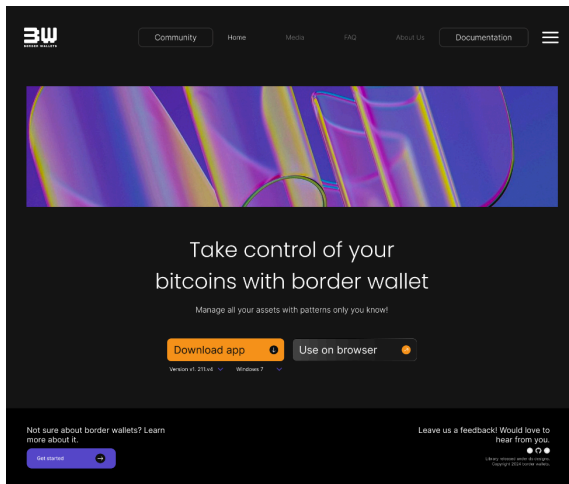 BW
BORDER WALLETS
Community
Home
Media
FAQ
About Us
Documentation
Take control of your
bitcoins with border wallet
Manage all your assets with patterns only you know!
Download app
Use on browser
Version v1. 211.v4
Windows 7
Not sure about border wallets? Learn
more about it.
Get started
Leave us a feedback! Would love to
hear from you.
Library released under
Copyright 2024 border wallets.